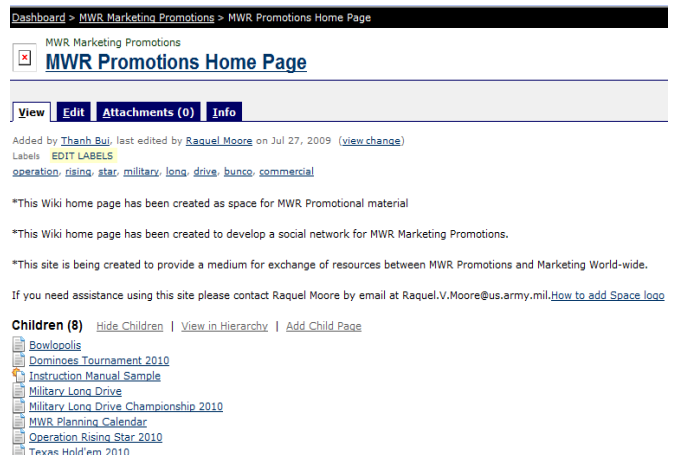 Dashboard > MWR Marketing Promotions > MWR Promotions Home Page
MWR Marketing Promotions
MWR Promotions Home Page
View Edit Attachments (0) Info
Added by Thanh Bui, last edited by Raquel Moore on Jul 27, 2009 (view change)
Labels EDIT LABELS
operation, rising, star, military, long, drive, bunco, commercial
*This Wiki home page has been created as space for MWR Promotional material
*This Wiki home page has been created to develop a social network for MWR Marketing Promotions.
*This site is being created to provide a medium for exchange of resources between MWR Promotions and Marketing World-wide.
If you need assistance using this site please contact Raquel Moore by email at Raquel.V.Moore@us.army.mil.How to add Space logo
Children (8) Hide Children | View in Hierarchy | Add Child Page
Bowlopolis
Dominoes Tournament 2010
Instruction Manual Sample
Military Long Drive
Military Long Drive Championship 2010
MWR Planning Calendar
Operation Rising Star 2010
Texas Hold'em 2010